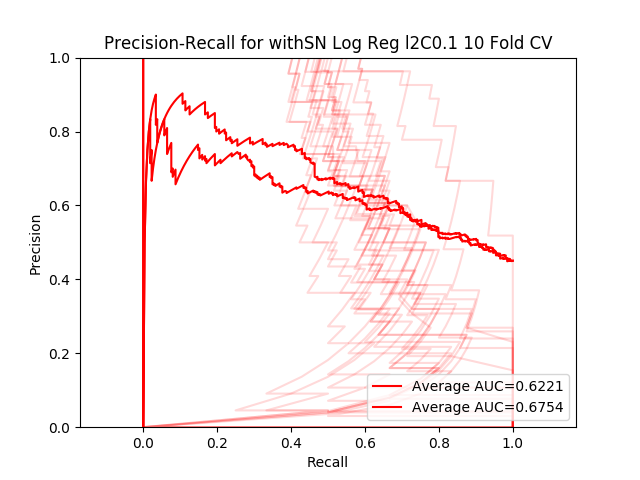 Precision-Recall for withSN Log Reg l2C0.1 10 Fold CV
Precision
1.0
0.8
0.6
0.4
0.2
0.0
0.0 0.2 0.4 0.6 0.8 1.0
Recall
Average AUC=0.6221
Average AUC=0.6754